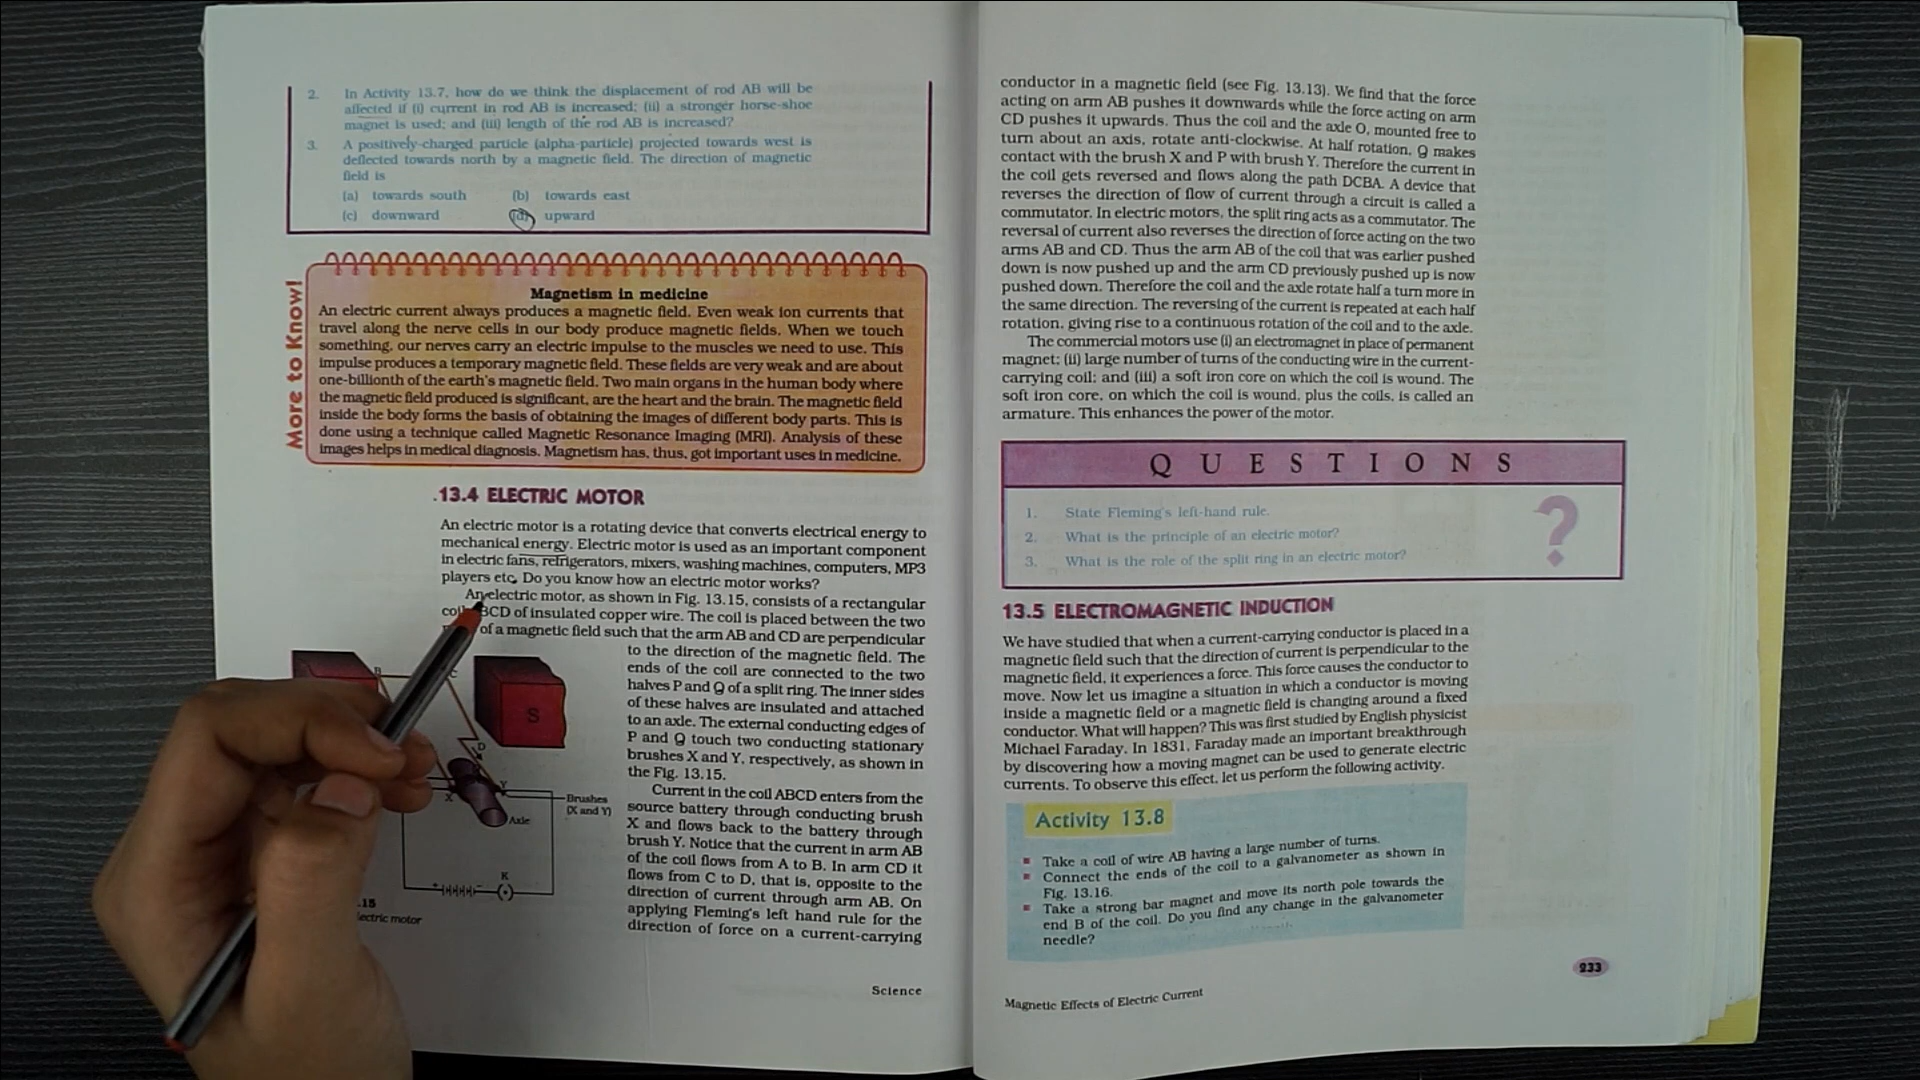 2. In Activity 13.7, how do we think the displacement of rod AB will be
affected if (i) current in rod AB is increased; (ii) a stronger horse-shoe
magnet is used; and (iii) length of the rod AB is increased?
3. A positively-charged particle (alpha-particle) projected towards west is
deflected towards north by a magnetic field. The direction of magnetic
field is
(a) towards south (b) towards east
(c) downward (d) upward
More to Know!
Magnetism in medicine
An electric current always produces a magnetic field. Even weak ion currents that
travel along the nerve cells in our body produce magnetic fields. When we touch
something, our nerves carry an electric impulse to the muscles we need to use. This
impulse produces a temporary magnetic field. These fields are very weak and are about
one-billionth of the earth's magnetic field. Two main organs in the human body where
the magnetic field produced is significant, are the heart and the brain. The magnetic field
inside the body forms the basis of obtaining the images of different body parts. This is
done using a technique called Magnetic Resonance Imaging (MRI). Analysis of these
images helps in medical diagnosis. Magnetism has, thus, got important uses in medicine.
13.4 ELECTRIC MOTOR
An electric motor is a rotating device that converts electrical energy to
mechanical energy. Electric motor is used as an important component
in electric fans, refrigerators, mixers, washing machines, computers, MP3
players etc. Do you know how an electric motor works?
An electric motor, as shown in Fig. 13.15, consists of a rectangular
BCD of insulated copper wire. The coil is placed between the two
of a magnetic field such that the arm AB and CD are perpendicular
to the direction of the magnetic field. The
ends of the coil are connected to the two
halves P and Q of a split ring. The inner sides
of these halves are insulated and attached
to an axle. The external conducting edges of
P and Q touch two conducting stationary
brushes X and Y, respectively, as shown in
the Fig. 13.15.
Current in the coil ABCD enters from the
source battery through conducting brush
X and flows back to the battery through
brush Y. Notice that the current in arm AB
of the coil flows from A to B. In arm CD it
flows from C to D, that is, opposite to the
direction of current through arm AB. On
applying Fleming's left hand rule for the
direction of force on a current-carrying
B
C
S
D
X
Y
Brushes
(X and Y)
Axle
K
.15
lectric motor
Science
conductor in a magnetic field (see Fig. 13.13). We find that the force
acting on arm AB pushes it downwards while the force acting on arm
CD pushes it upwards. Thus the coil and the axle O, mounted free to
turn about an axis, rotate anti-clockwise. At half rotation, Q makes
contact with the brush X and P with brush Y. Therefore the current in
the coil gets reversed and flows along the path DCBA. A device that
reverses the direction of flow of current through a circuit is called a
commutator. In electric motors, the split ring acts as a commutator. The
reversal of current also reverses the direction of force acting on the two
arms AB and CD. Thus the arm AB of the coil that was earlier pushed
down is now pushed up and the arm CD previously pushed up is now
pushed down. Therefore the coil and the axle rotate half a turn more in
the same direction. The reversing of the current is repeated at each half
rotation, giving rise to a continuous rotation of the coil and to the axle.
The commercial motors use (i) an electromagnet in place of permanent
magnet; (ii) large number of turns of the conducting wire in the current-
carrying coil; and (iii) a soft iron core on which the coil is wound. The
soft iron core, on which the coil is wound, plus the coils, is called an
armature. This enhances the power of the motor.
QUESTIONS
1. State Fleming's left-hand rule.
2. What is the principle of an electric motor?
3. What is the role of the split ring in an electric motor?
?
13.5 ELECTROMAGNETIC INDUCTION
We have studied that when a current-carrying conductor is placed in a
magnetic field such that the direction of current is perpendicular to the
magnetic field, it experiences a force. This force causes the conductor to
move. Now let us imagine a situation in which a conductor is moving
inside a magnetic field or a magnetic field is changing around a fixed
conductor. What will happen? This was first studied by English physicist
Michael Faraday. In 1831, Faraday made an important breakthrough
by discovering how a moving magnet can be used to generate electric
currents. To observe this effect, let us perform the following activity.
Activity 13.8
Take a coil of wire AB having a large number of turns.
Connect the ends of the coil to a galvanometer as shown in
Fig. 13.16.
Take a strong bar magnet and move its north pole towards the
end B of the coil. Do you find any change in the galvanometer
needle?
Magnetic Effects of Electric Current
233